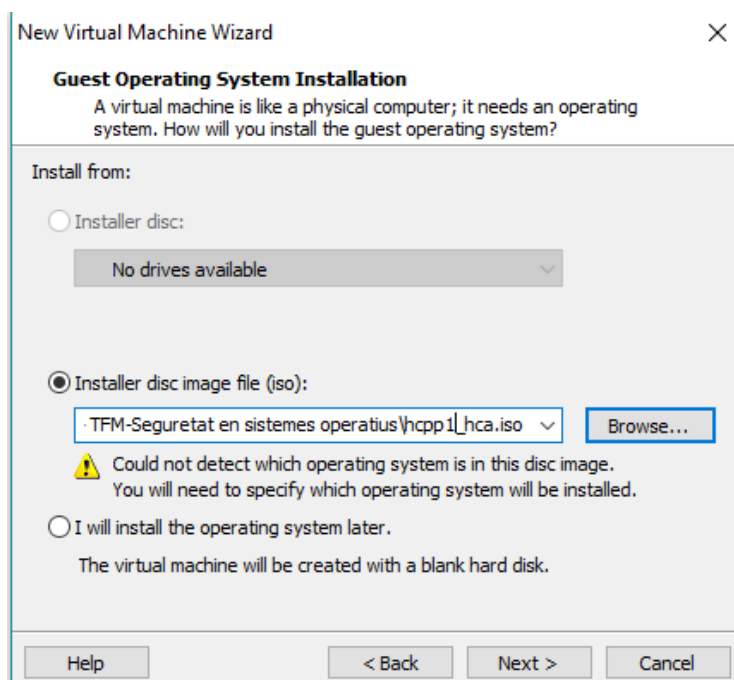 New Virtual Machine Wizard
Guest Operating System Installation
A virtual machine is like a physical computer; it needs an operating
system. How will you install the guest operating system?
Install from:
Installer disc:
No drives available
Installer disc image file (iso):
TFM-Seguretat en sistemes operatius\hcpp1_hca.iso
Browse...
Could not detect which operating system is in this disc image.
You will need to specify which operating system will be installed.
I will install the operating system later.
The virtual machine will be created with a blank hard disk.
Help
< Back
Next >
Cancel